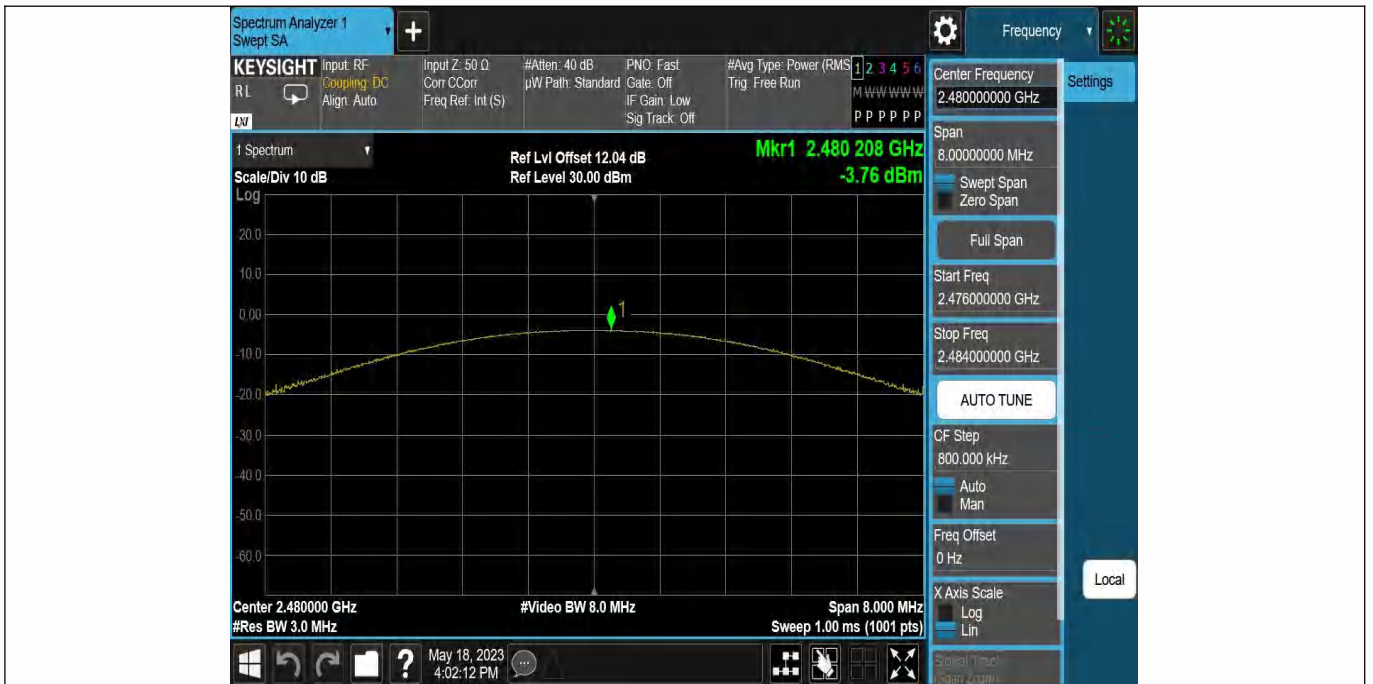 Spectrum Analyzer 1
Swept SA
+
Frequency
KEYSIGHT
RL
LXI
Input: RF
Coupling: DC
Align: Auto
Input Z: 50 Ω
Corr CCorr
Freq Ref: Int (S)
#Atten: 40 dB
µW Path: Standard
PNO: Fast
Gate: Off
IF Gain: Low
Sig Track: Off
#Avg Type: Power (RMS
Trig: Free Run
1 2 3 4 5 6
M W W W W W
P P P P P P
1 Spectrum
Scale/Div 10 dB
Log
Ref Lvl Offset 12.04 dB
Ref Level 30.00 dBm
Mkr1 2.480 208 GHz
-3.76 dBm
20.0
10.0
0.00
-10.0
-20.0
-30.0
-40.0
-50.0
-60.0
1
Center 2.480000 GHz
#Res BW 3.0 MHz
#Video BW 8.0 MHz
Span 8.000 MHz
Sweep 1.00 ms (1001 pts)
Center Frequency
2.480000000 GHz
Settings
Span
8.00000000 MHz
Swept Span
Zero Span
Full Span
Start Freq
2.476000000 GHz
Stop Freq
2.484000000 GHz
AUTO TUNE
CF Step
800.000 kHz
Auto
Man
Freq Offset
0 Hz
X Axis Scale
Log
Lin
Signal Track
(Span Zoom)
Local
?
May 18, 2023
4:02:12 PM